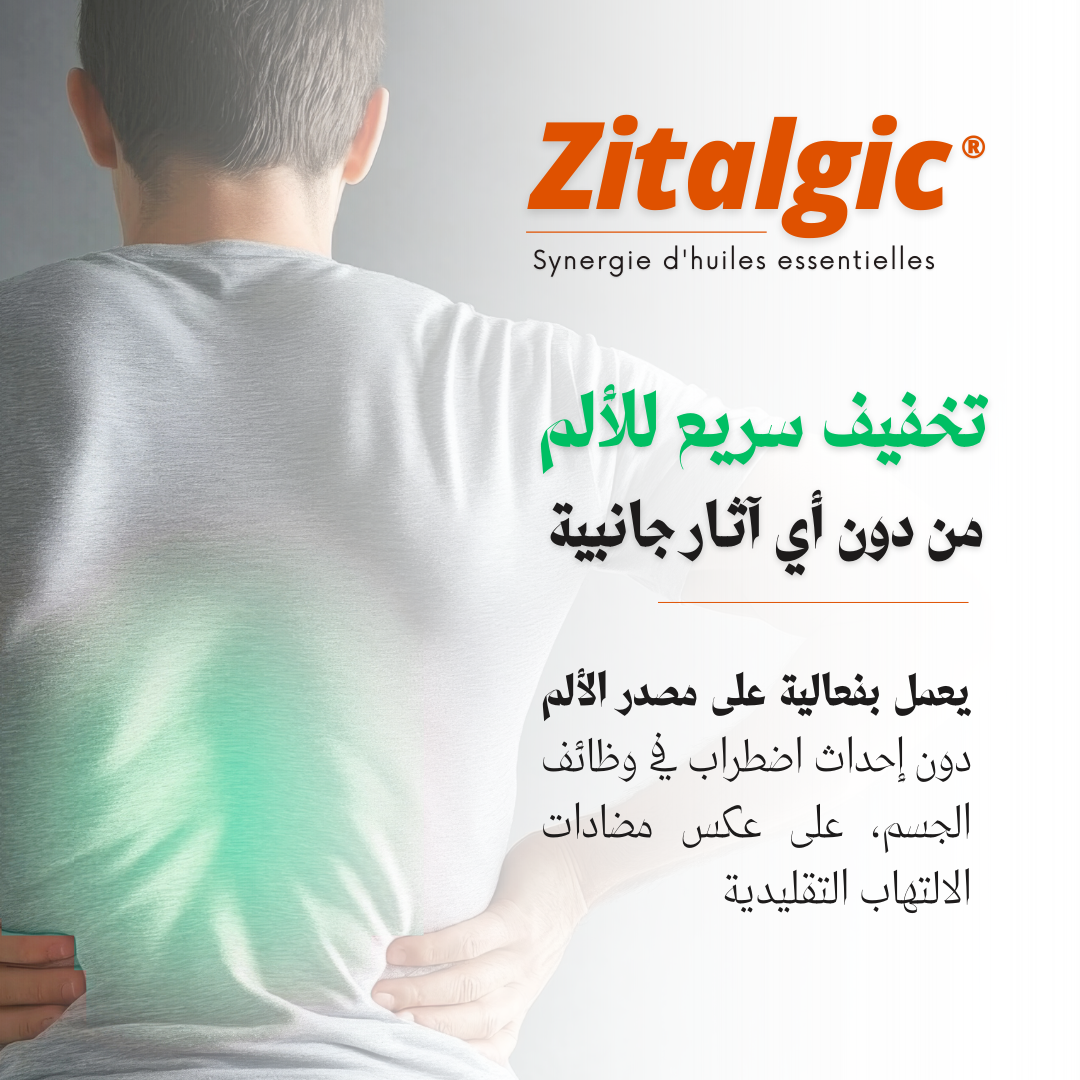 Zitalgic®
Synergie d'huiles essentielles
تخفيف سريع للألم
من دون أي آثار جانبية
يعمل بفعالية على مصدر الألم
دون إحداث اضطراب في وظائف
الجسم، على عكس مضادات
الالتهاب التقليدية